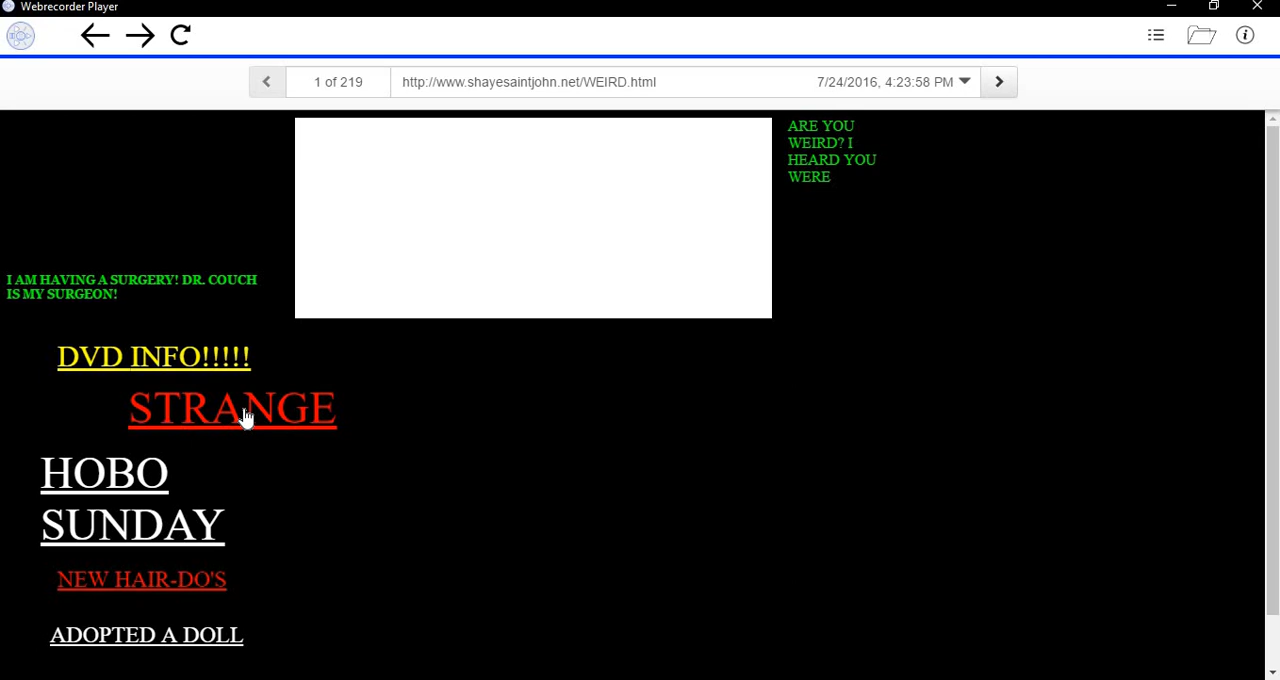 Webrecorder Player
1 of 219
http://www.shayesaintjohn.net/WEIRD.html
7/24/2016, 4:23:58 PM
ARE YOU
WEIRD? I
HEARD YOU
WERE
I AM HAVING A SURGERY! DR. COUCH
IS MY SURGEON!
DVD INFO!!!!!
STRANGE
HOBO
SUNDAY
NEW HAIR-DO'S
ADOPTED A DOLL